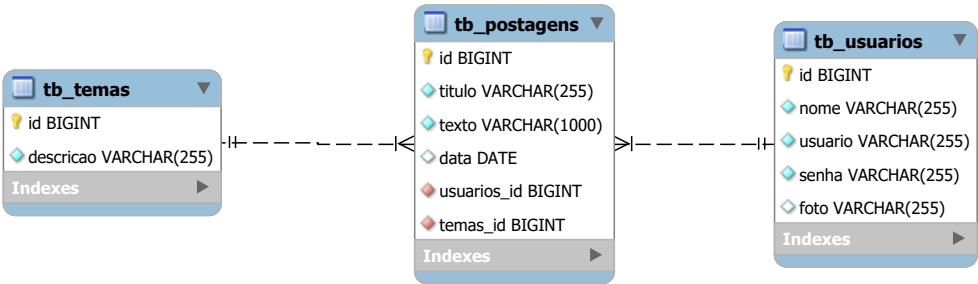 tb_temas
id BIGINT
descricao VARCHAR(255)
Indexes
tb_postagens
id BIGINT
titulo VARCHAR(255)
texto VARCHAR(1000)
data DATE
usuarios_id BIGINT
temas_id BIGINT
Indexes
tb_usuarios
id BIGINT
nome VARCHAR(255)
usuario VARCHAR(255)
senha VARCHAR(255)
foto VARCHAR(255)
Indexes